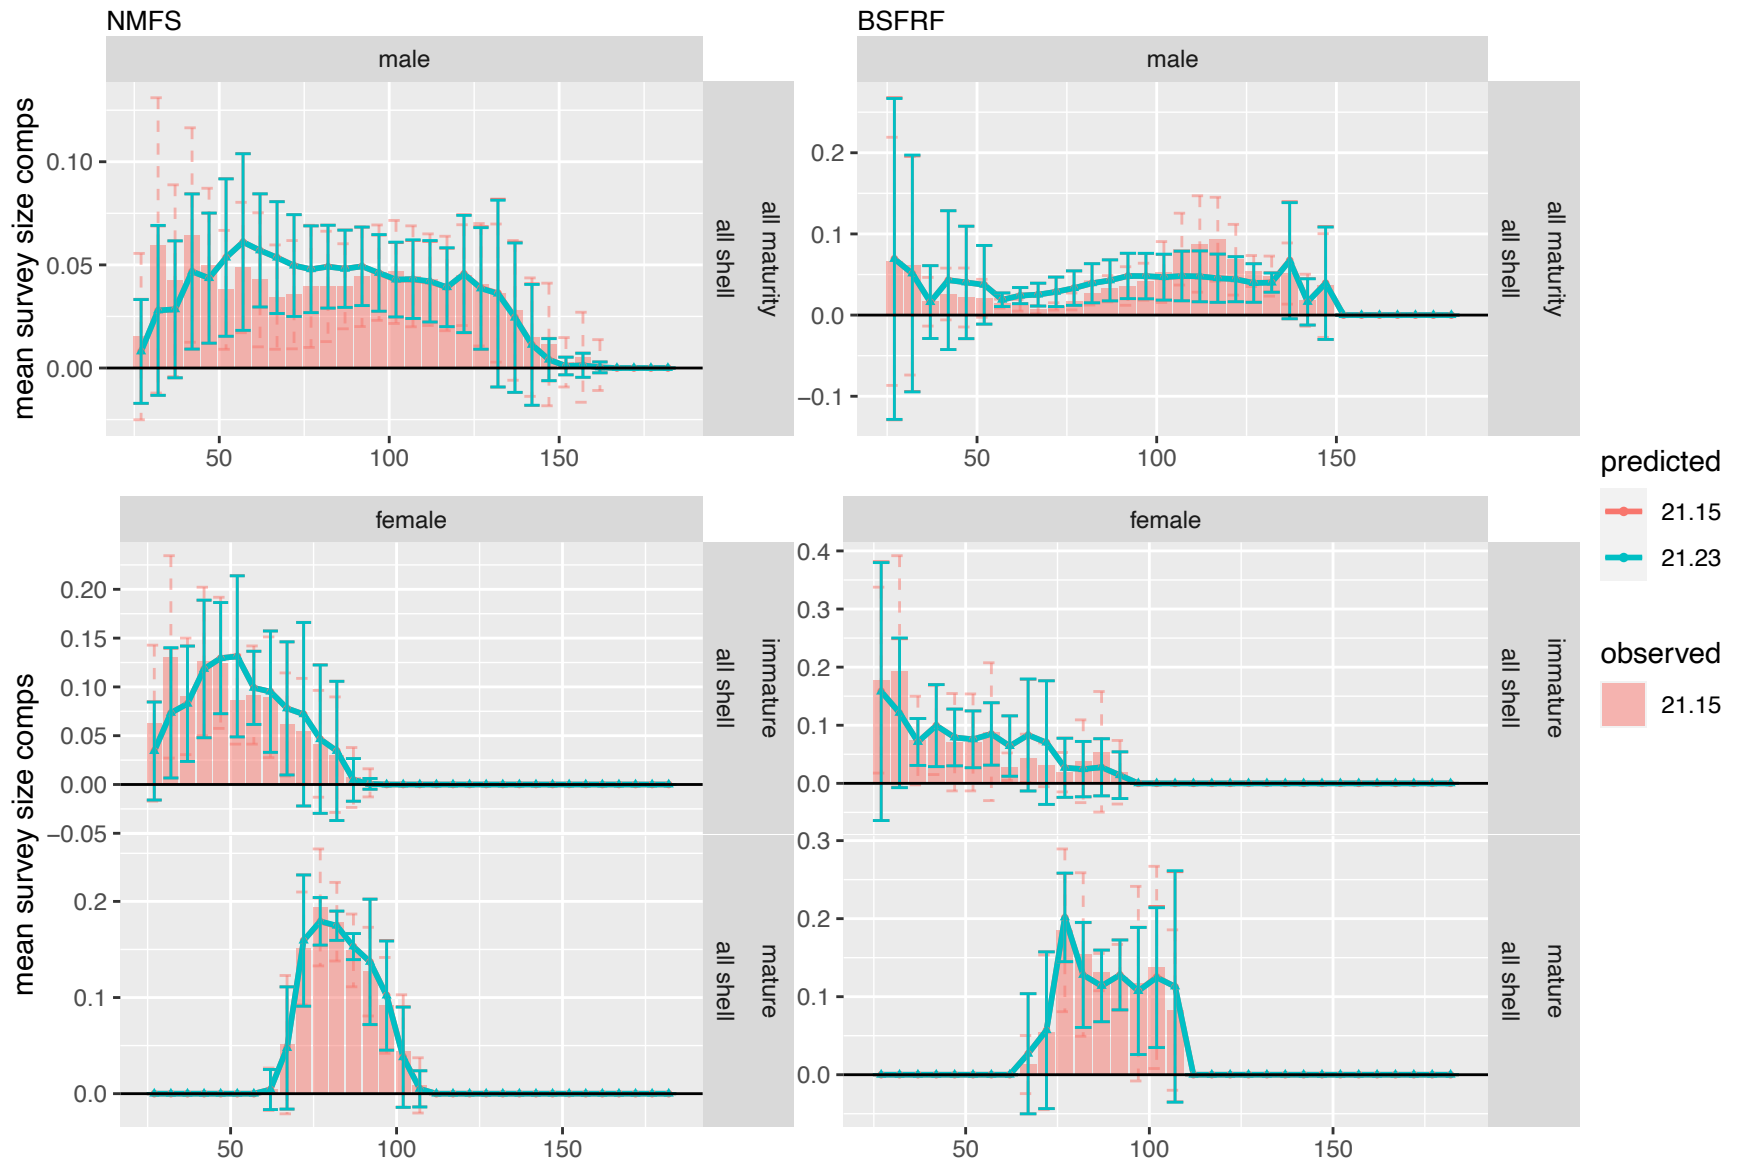 NMFS
BSFRF
male
male
mean survey size comps
0.10
0.05
0.00
all maturity
all shell
50
100
150
0.2
0.1
0.0
−0.1
all maturity
all shell
50
100
150
predicted
21.15
21.23
observed
21.15
female
female
mean survey size comps
0.20
0.15
0.10
0.05
0.00
−0.05
immature
all shell
0.4
0.3
0.2
0.1
0.0
immature
all shell
0.2
0.1
0.0
mature
all shell
0.3
0.2
0.1
0.0
mature
all shell
50
100
150
50
100
150